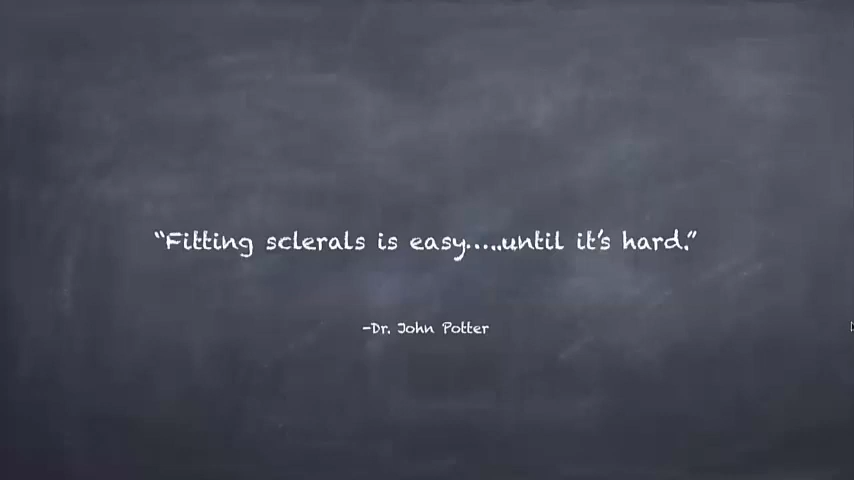 “Fitting sclerals is easy.....until it’s hard.”
-Dr. John Potter